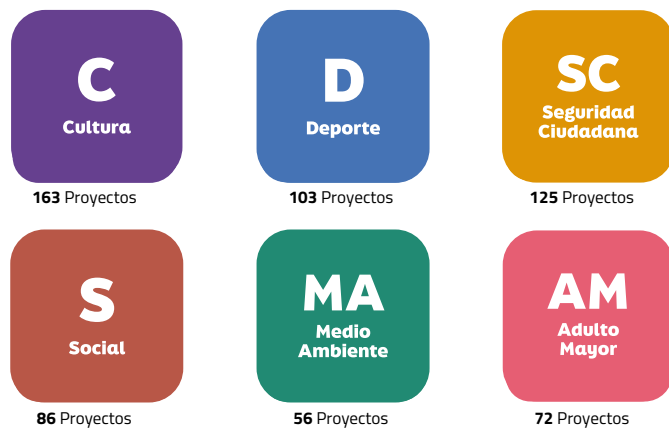 C
Cultura
163 Proyectos
D
Deporte
103 Proyectos
SC
Seguridad
Ciudadana
125 Proyectos
S
Social
86 Proyectos
MA
Medio
Ambiente
56 Proyectos
AM
Adulto
Mayor
72 Proyectos